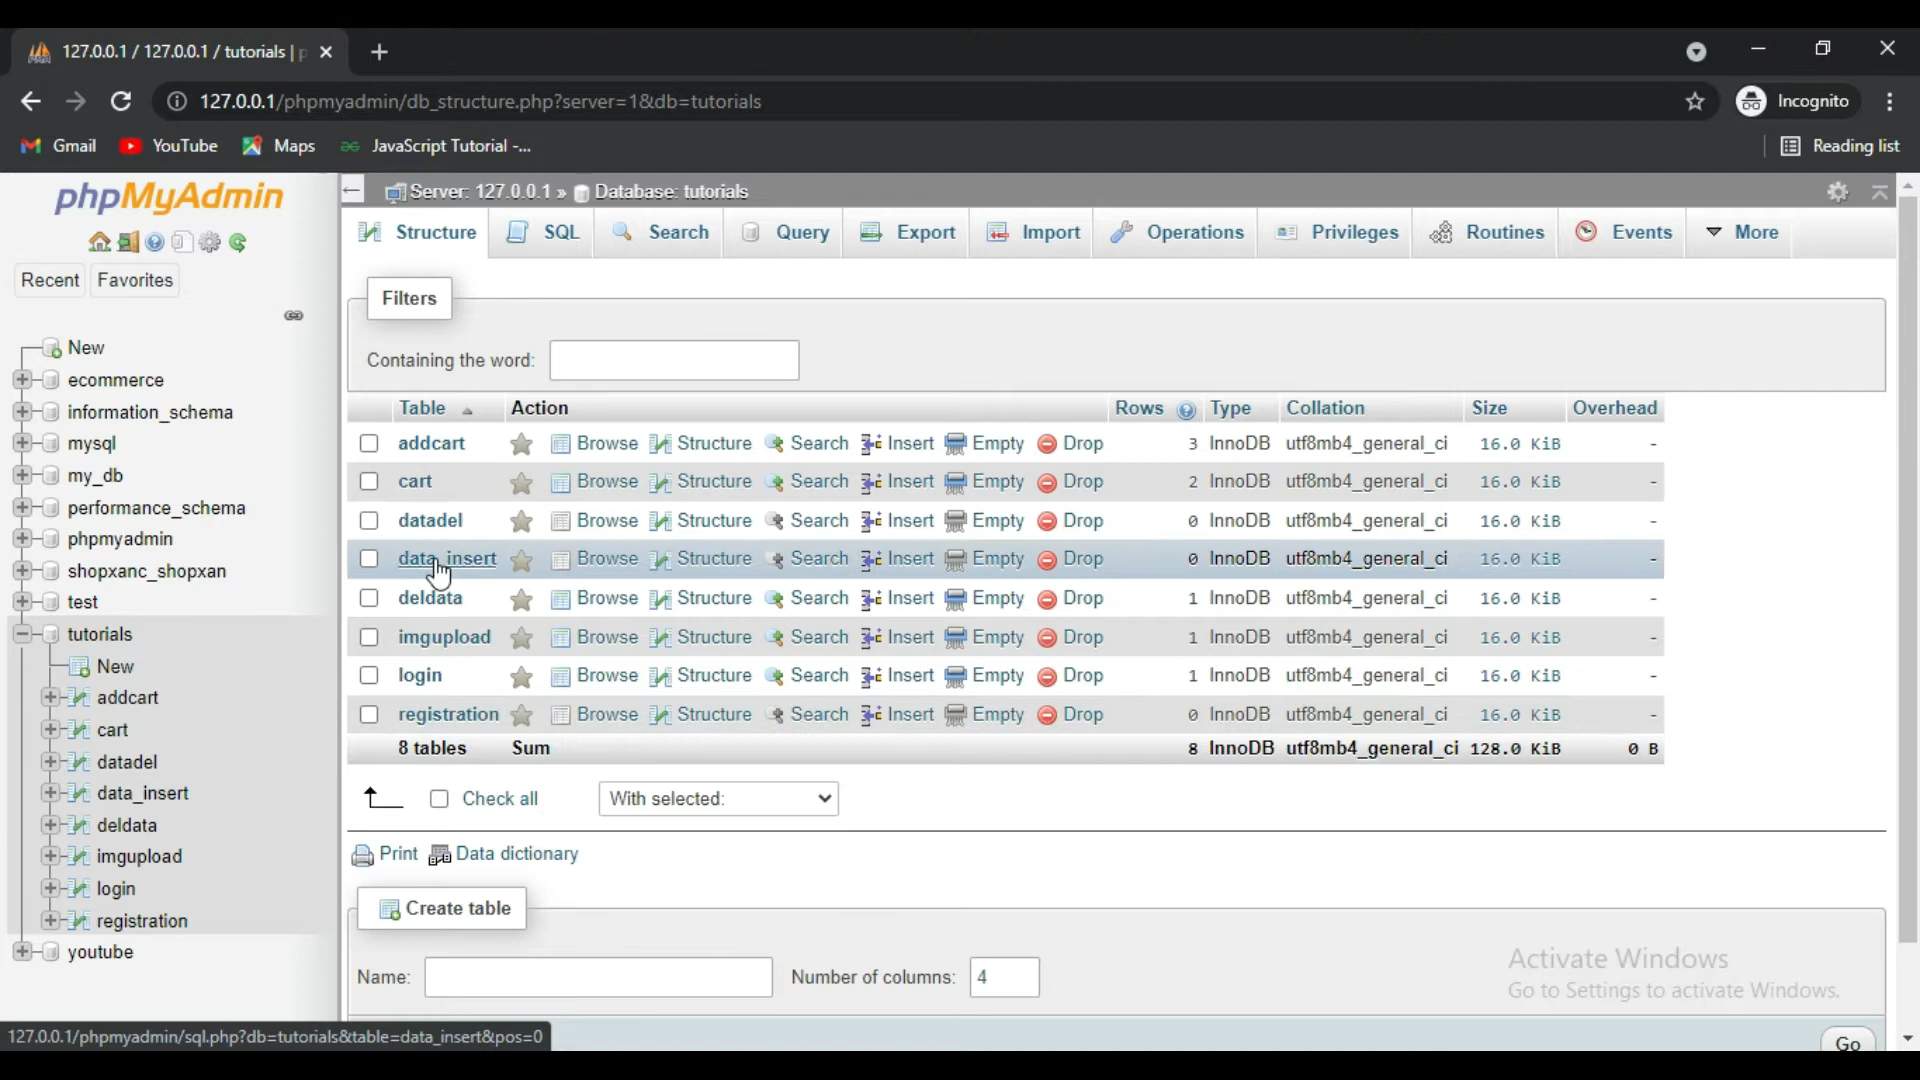 127.0.0.1 / 127.0.0.1 / tutorials | p
127.0.0.1/phpmyadmin/db_structure.php?server=1&db=tutorials
Incognito
Gmail YouTube Maps JavaScript Tutorial -... Reading list
phpMyAdmin
Recent Favorites
New
ecommerce
information_schema
mysql
my_db
performance_schema
phpmyadmin
shopxanc_shopxan
test
tutorials
New
addcart
cart
datadel
data_insert
deldata
imgupload
login
registration
youtube
Server: 127.0.0.1 » Database: tutorials
Structure SQL Search Query Export Import Operations Privileges Routines Events More
Filters
Containing the word:
Table Action Rows Type Collation Size Overhead
addcart Browse Structure Search Insert Empty Drop 3 InnoDB utf8mb4_general_ci 16.0 KiB -
cart Browse Structure Search Insert Empty Drop 2 InnoDB utf8mb4_general_ci 16.0 KiB -
datadel Browse Structure Search Insert Empty Drop 0 InnoDB utf8mb4_general_ci 16.0 KiB -
data_insert Browse Structure Search Insert Empty Drop 0 InnoDB utf8mb4_general_ci 16.0 KiB -
deldata Browse Structure Search Insert Empty Drop 1 InnoDB utf8mb4_general_ci 16.0 KiB -
imgupload Browse Structure Search Insert Empty Drop 1 InnoDB utf8mb4_general_ci 16.0 KiB -
login Browse Structure Search Insert Empty Drop 1 InnoDB utf8mb4_general_ci 16.0 KiB -
registration Browse Structure Search Insert Empty Drop 0 InnoDB utf8mb4_general_ci 16.0 KiB -
8 tables Sum 8 InnoDB utf8mb4_general_ci 128.0 KiB 0 B
Check all With selected:
Print Data dictionary
Create table
Name: Number of columns: 4
Activate Windows
Go to Settings to activate Windows.
127.0.0.1/phpmyadmin/sql.php?db=tutorials&table=data_insert&pos=0
Go